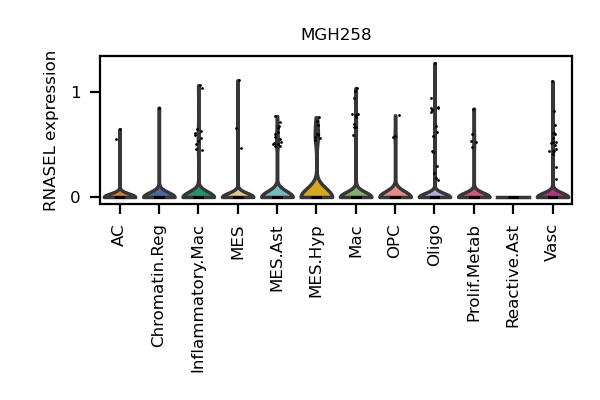 MGH258
RNASEL expression
1
0
AC
Chromatin.Reg
Inflammatory.Mac
MES
MES.Ast
MES.Hyp
Mac
OPC
Oligo
Prolif.Metab
Reactive.Ast
Vasc